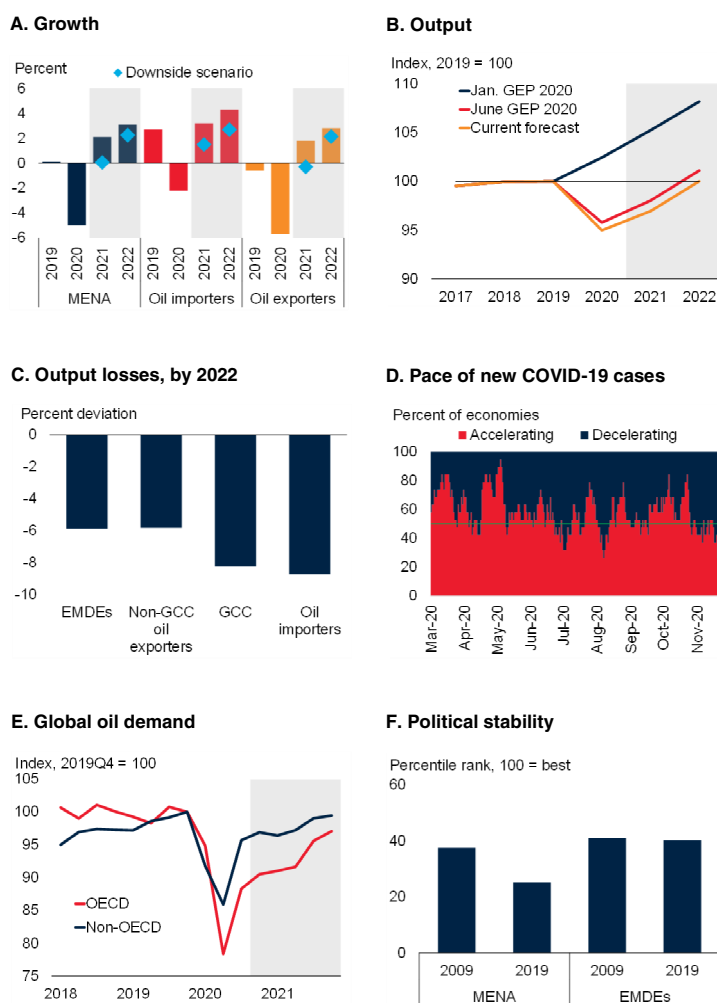 A. Growth
Percent
Downside scenario
6
4
2
0
-2
-4
-6
2019
2020
2021
2022
2019
2020
2021
2022
2019
2020
2021
2022
MENA
Oil importers
Oil exporters
B. Output
Index, 2019 = 100
110
105
100
95
90
Jan. GEP 2020
June GEP 2020
Current forecast
2017 2018 2019 2020 2021 2022
C. Output losses, by 2022
Percent deviation
0
-2
-4
-6
-8
-10
EMDEs
Non-GCC
oil
exporters
GCC
Oil
importers
D. Pace of new COVID-19 cases
Percent of economies
Accelerating
Decelerating
100
80
60
40
20
0
Mar-20
Apr-20
May-20
Jun-20
Jul-20
Aug-20
Sep-20
Oct-20
Nov-20
E. Global oil demand
Index, 2019Q4 = 100
105
100
95
90
85
80
75
OECD
Non-OECD
2018 2019 2020 2021
F. Political stability
Percentile rank, 100 = best
60
40
20
0
2009 2019 2009 2019
MENA EMDEs